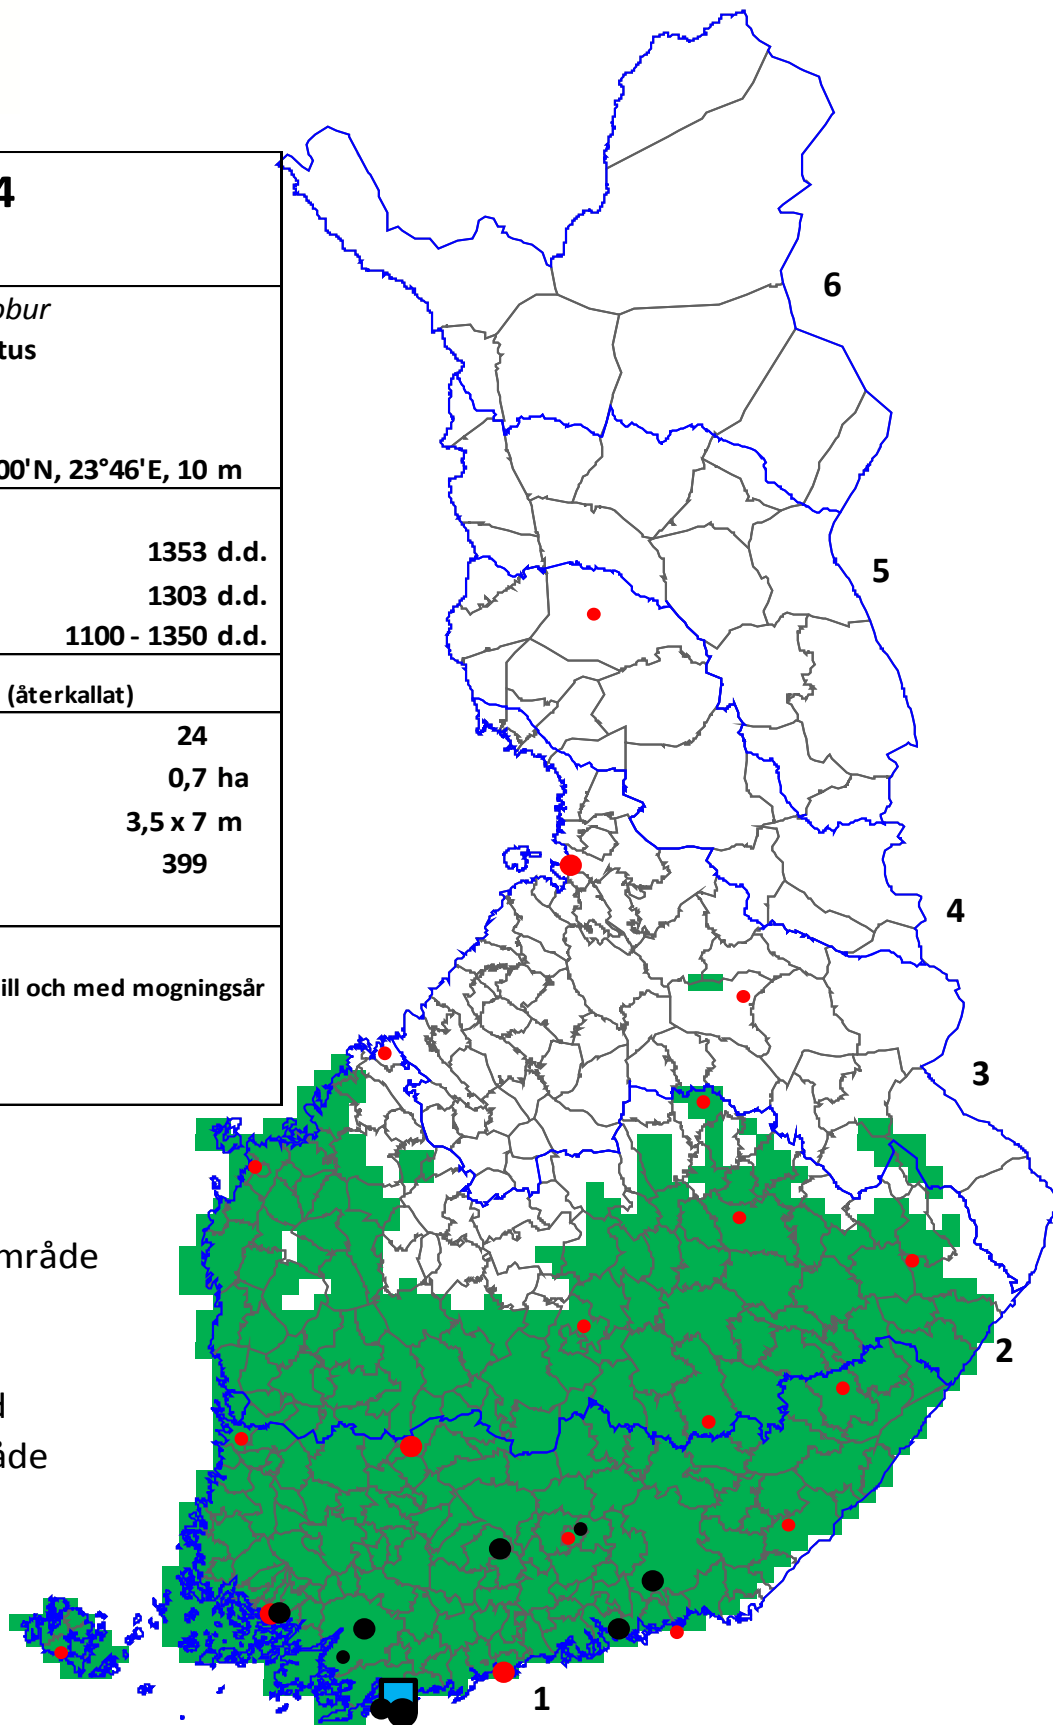 4
bur
tus
00'N, 23°46'E, 10 m
1353 d.d.
1303 d.d.
1100 - 1350 d.d.
(återkallat)
24
0,7 ha
3,5 x 7 m
399
ill och med mogningsår
område
d
åde
6
5
4
3
2
1